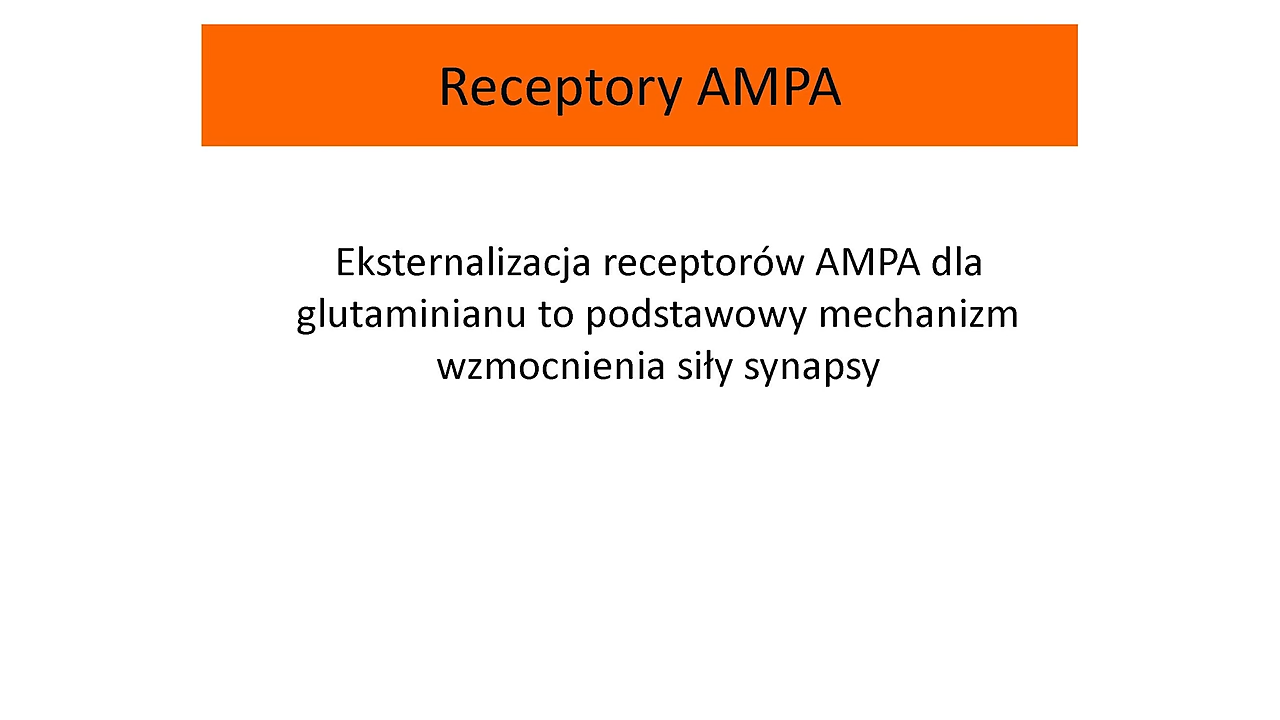 Receptory AMPA
Eksternalizacja receptorów AMPA dla
glutaminianu to podstawowy mechanizm
wzmocnienia siły synapsy